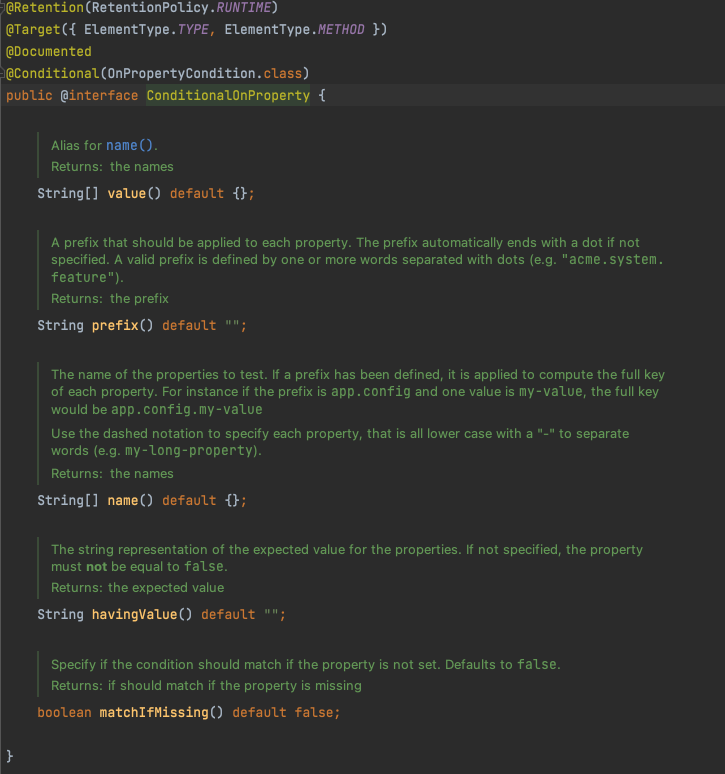 @Retention(RetentionPolicy.RUNTIME)
@Target({ ElementType.TYPE, ElementType.METHOD })
@Documented
@Conditional(OnPropertyCondition.class)
public @interface ConditionalOnProperty {
Alias for name().
Returns: the names
String[] value() default {};
A prefix that should be applied to each property. The prefix automatically ends with a dot if not
specified. A valid prefix is defined by one or more words separated with dots (e.g. "acme.system.
feature").
Returns: the prefix
String prefix() default "";
The name of the properties to test. If a prefix has been defined, it is applied to compute the full key
of each property. For instance if the prefix is app.config and one value is my-value, the full key
would be app.config.my-value
Use the dashed notation to specify each property, that is all lower case with a "-" to separate
words (e.g. my-long-property).
Returns: the names
String[] name() default {};
The string representation of the expected value for the properties. If not specified, the property
must not be equal to false.
Returns: the expected value
String havingValue() default "";
Specify if the condition should match if the property is not set. Defaults to false.
Returns: if should match if the property is missing
boolean matchIfMissing() default false;
}